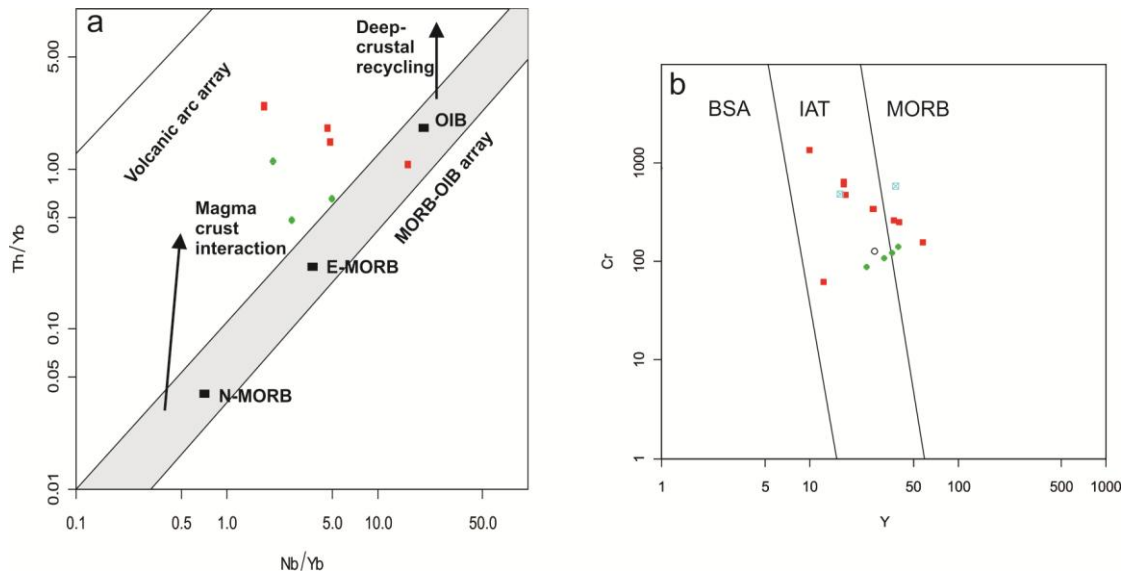 a
Deep-
crustal
recycling
Volcanic arc array
OIB
MORB-OIB array
Magma
crust
interaction
E-MORB
N-MORB
Th/Yb
5.00
1.00
0.50
0.10
0.05
0.01
0.1
0.5
1.0
5.0
10.0
50.0
Nb/Yb
b
BSA
IAT
MORB
Cr
1000
100
10
1
1
5
10
50
100
1000
Y